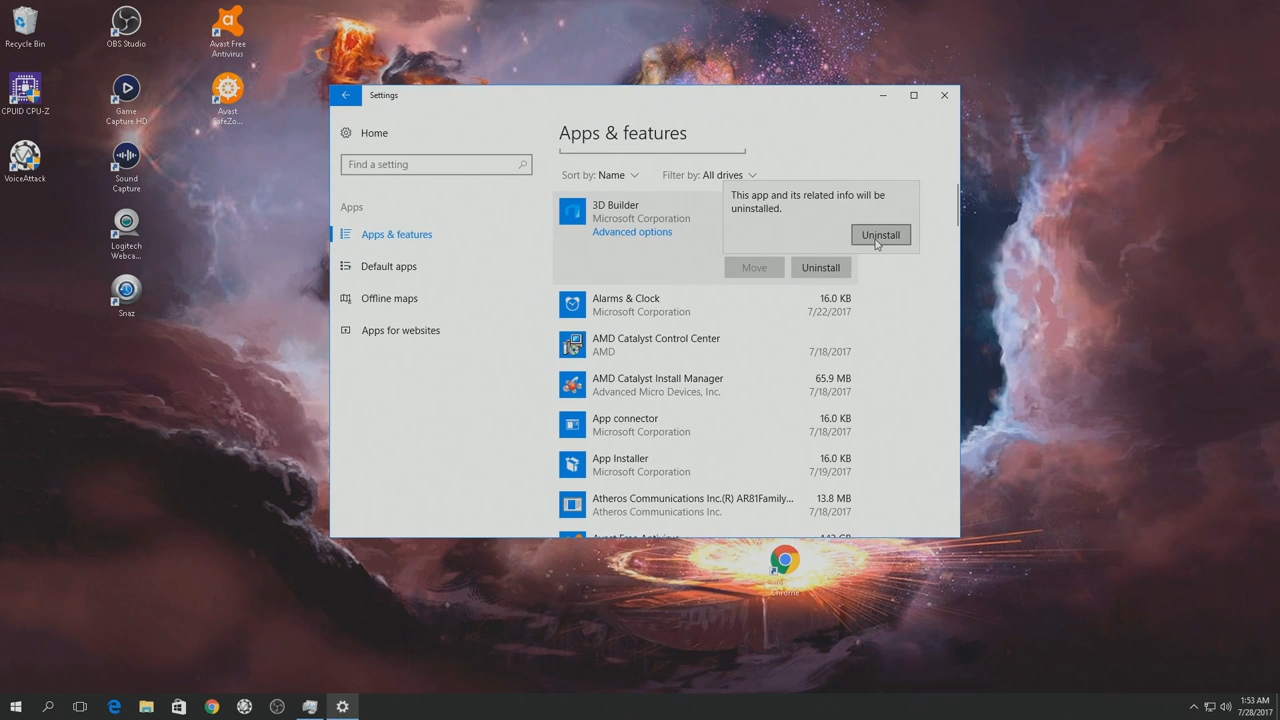 Recycle Bin
OBS Studio
Avast Free
Antivirus
CPUID CPU-Z
Game
Capture HD
Avast
SafeZo...
VoiceAttack
Sound
Capture
Logitech
Webca...
Snaz
Settings
Home
Find a setting
Apps
Apps & features
Default apps
Offline maps
Apps for websites
Apps & features
Sort by: Name
Filter by: All drives
This app and its related info will be
uninstalled.
Uninstall
3D Builder
Microsoft Corporation
Advanced options
Move
Uninstall
Alarms & Clock
16.0 KB
Microsoft Corporation
7/22/2017
AMD Catalyst Control Center
AMD
7/18/2017
AMD Catalyst Install Manager
65.9 MB
Advanced Micro Devices, Inc.
7/18/2017
App connector
16.0 KB
Microsoft Corporation
7/18/2017
App Installer
16.0 KB
Microsoft Corporation
7/19/2017
Atheros Communications Inc.(R) AR81Family...
13.8 MB
Atheros Communications Inc.
7/18/2017
Avast Free Antivirus
Chrome
1:53 AM
7/28/2017